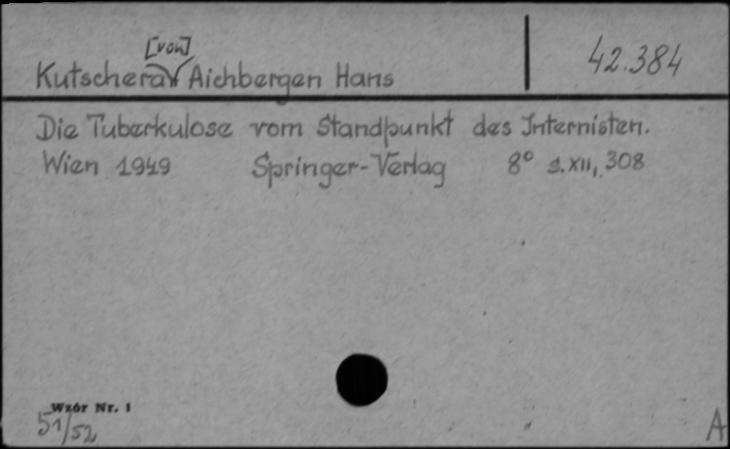 Kutschera [von] Aichbergen Hans
42.384
Die Tuberkulose vom Standpunkt des Internisten.
Wien 1949 Springer-Verlag 8° s. XII, 308
Wzór Nr. 1
51/52
A